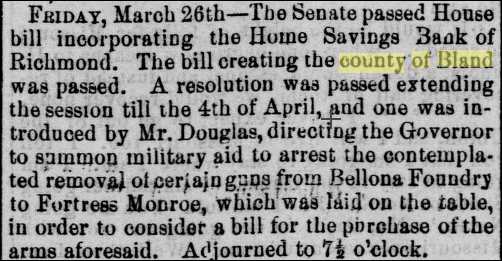 FRIDAY, March 26th—The Senate passed House
bill incorporating the Home Savings Bank of
Richmond. The bill creating the county of Bland
was passed. A resolution was passed extending
the session till the 4th of April, and one was in-
troduced by Mr. Douglas, directing the Governor
to summon military aid to arrest the contempla-
ted removal of certain guns from Bellona Foundry
to Fortress Monroe, which was laid on the table,
in order to consider a bill for the purchase of the
arms aforesaid. Adjourned to 7½ o'clock.